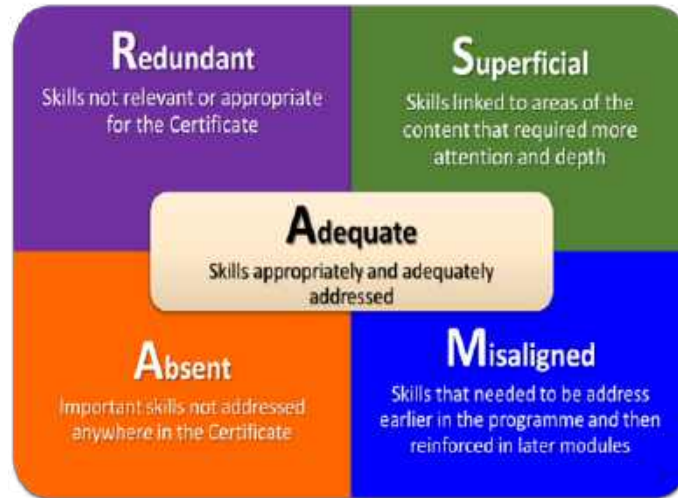 Redundant
Skills not relevant or appropriate
for the Certificate
Superficial
Skills linked to areas of the
content that required more
attention and depth
Adequate
Skills appropriately and adequately
addressed
Absent
Important skills not addressed
anywhere in the Certificate
Misaligned
Skills that needed to be address
earlier in the programme and then
reinforced in later modules